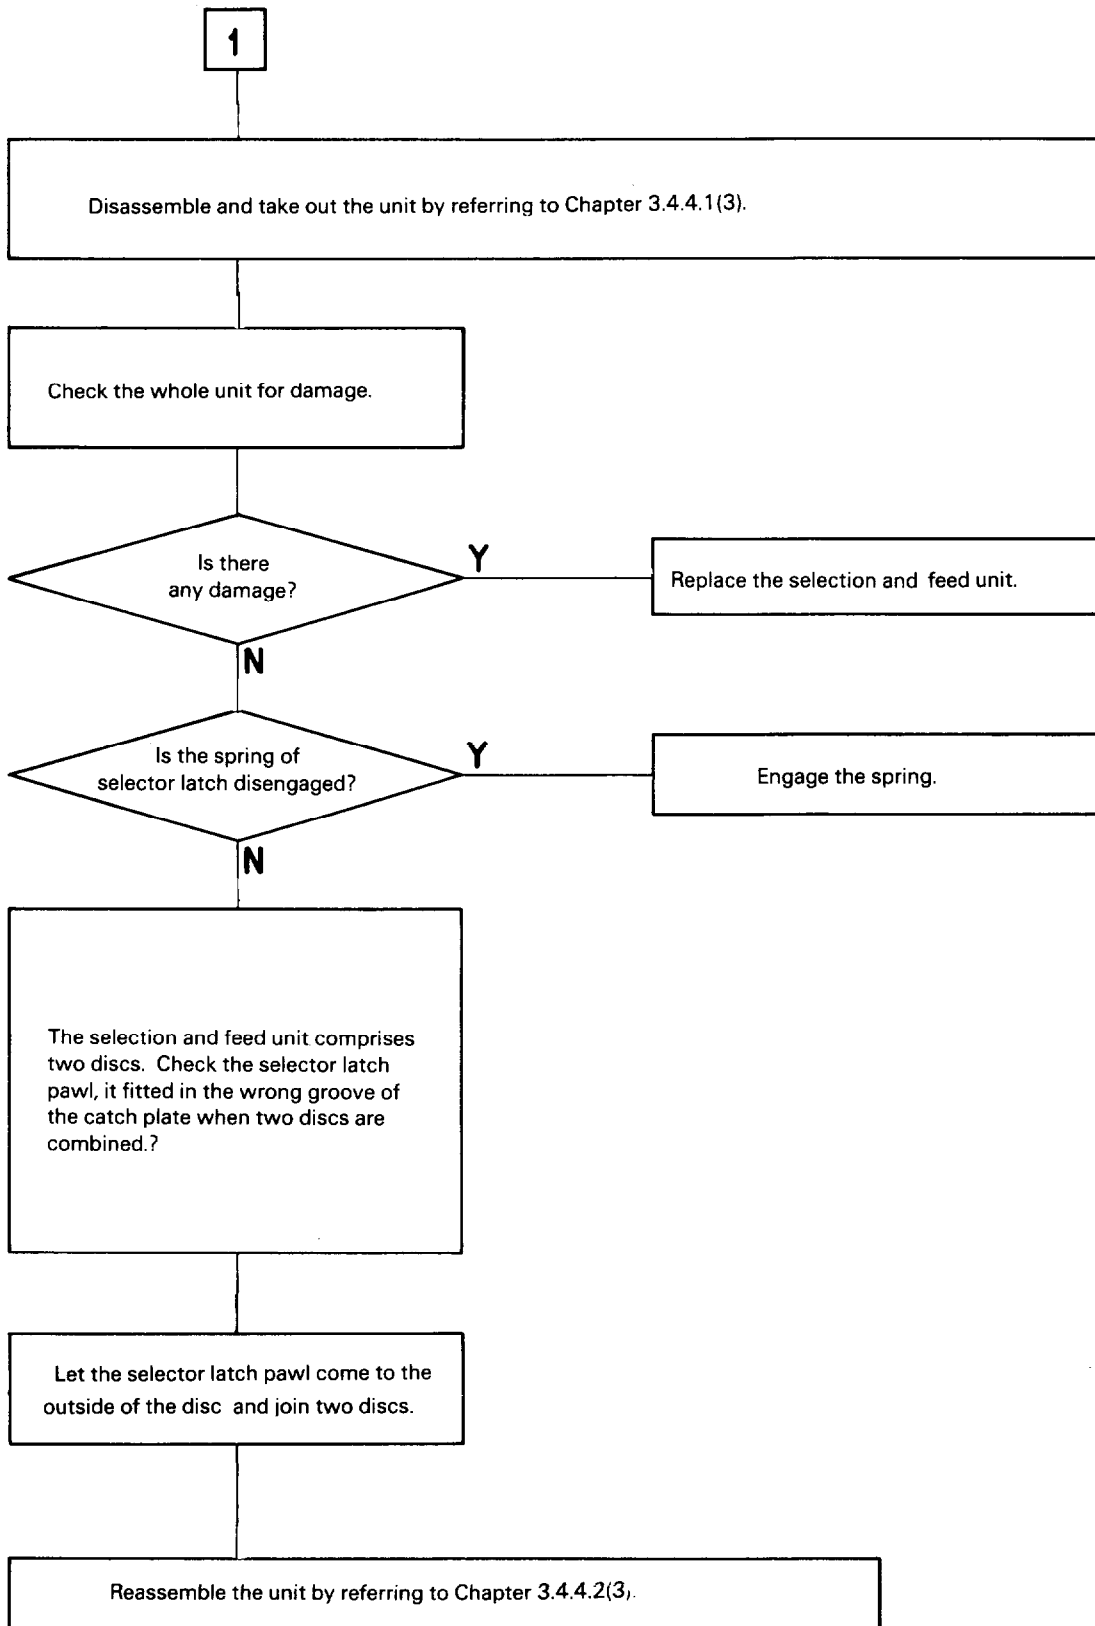 1
Disassemble and take out the unit by referring to Chapter 3.4.4.1(3).
Check the whole unit for damage.
Is there
any damage?
Y
Replace the selection and feed unit.
N
Is the spring of
selector latch disengaged?
Y
Engage the spring.
N
The selection and feed unit comprises
two discs. Check the selector latch
pawl, it fitted in the wrong groove of
the catch plate when two discs are
combined.?
Let the selector latch pawl come to the
outside of the disc and join two discs.
Reassemble the unit by referring to Chapter 3.4.4.2(3).